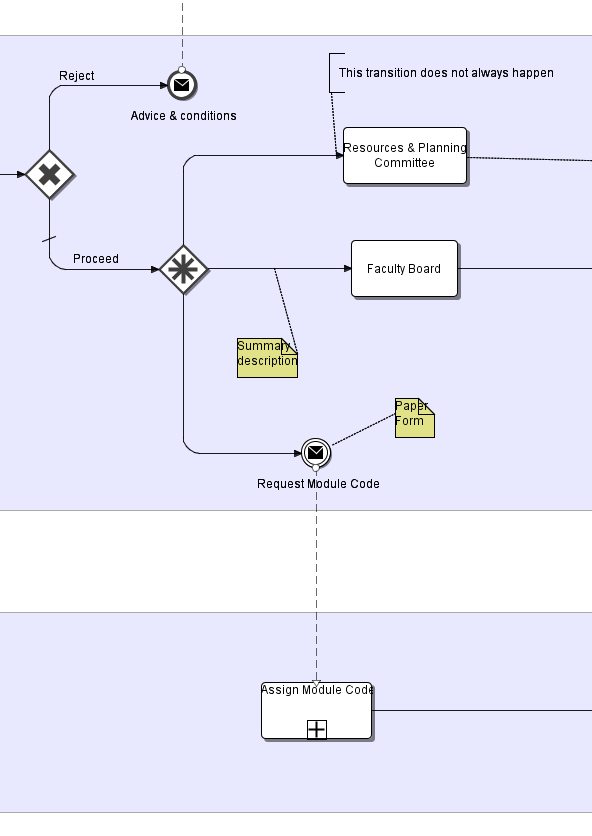 Reject
Advice & conditions
This transition does not always happen
Resources & Planning
Committee
Proceed
Faculty Board
Summary
description
Paper
Form
Request Module Code
Assign Module Code